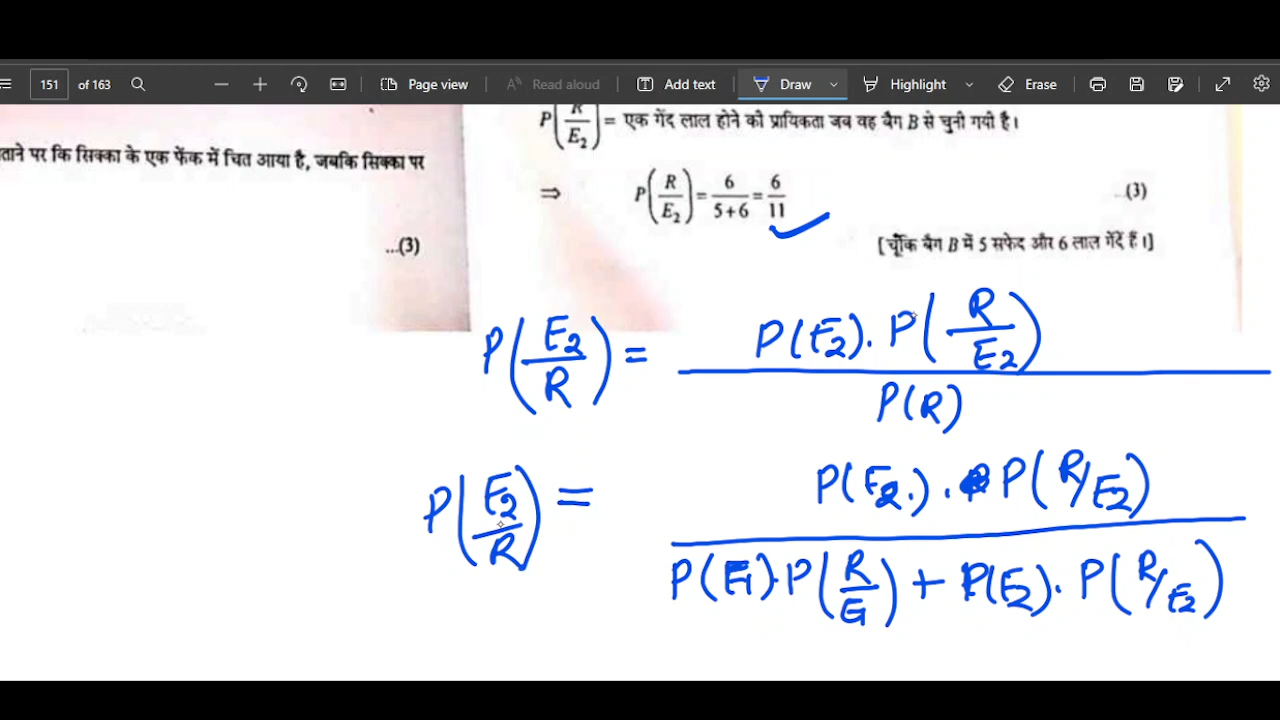 151 of 163 Page view Read aloud Add text Draw Highlight Erase
P(R/E₂) = एक गेंद लाल होने की प्रायिकता जब वह बैग B से चुनी गयी है।
ताने पर कि सिक्का के एक फेंक में चित आया है, जबकि सिक्का पर
⇒ P(R/E₂) = 6/(5+6) = 6/11 ...(3)
...(3)
[चूँकि बैग B में 5 सफेद और 6 लाल गेंदें हैं।]
P(E₂/R) = P(E₂). P(R/E₂) / P(R)
P(E₂/R) = P(E₂.). P(R/E₂) / P(E1).P(R/E1) + P(E₂). P(R/E₂)